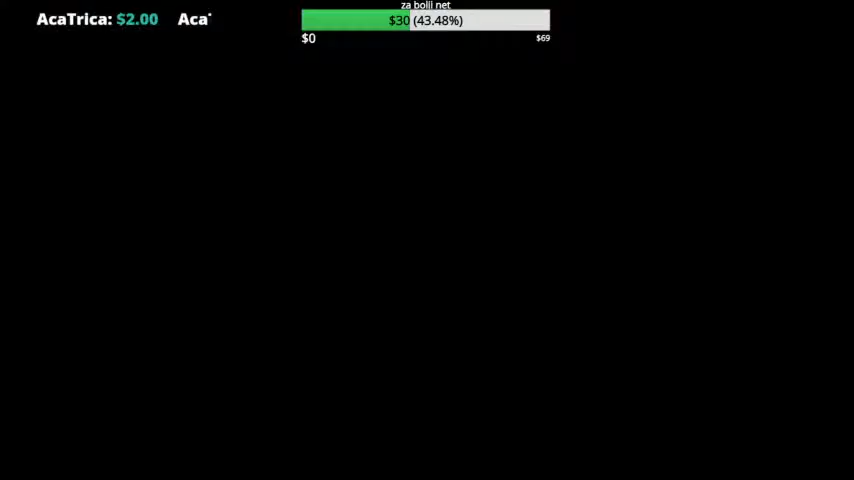 za bolji net
AcaTrica: $2.00 Aca
$30 (43.48%)
$0 $69